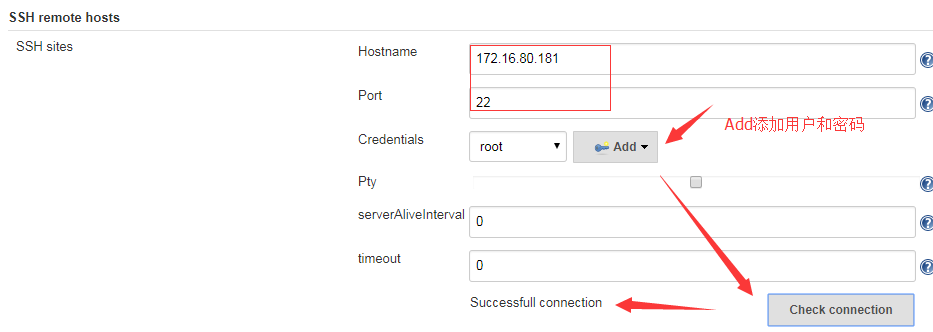 SSH remote hosts
SSH sites
Hostname
172.16.80.181
Port
22
Add添加用户和密码
Credentials
root
Add
Pty
serverAliveInterval
0
timeout
0
Successfull connection
Check connection